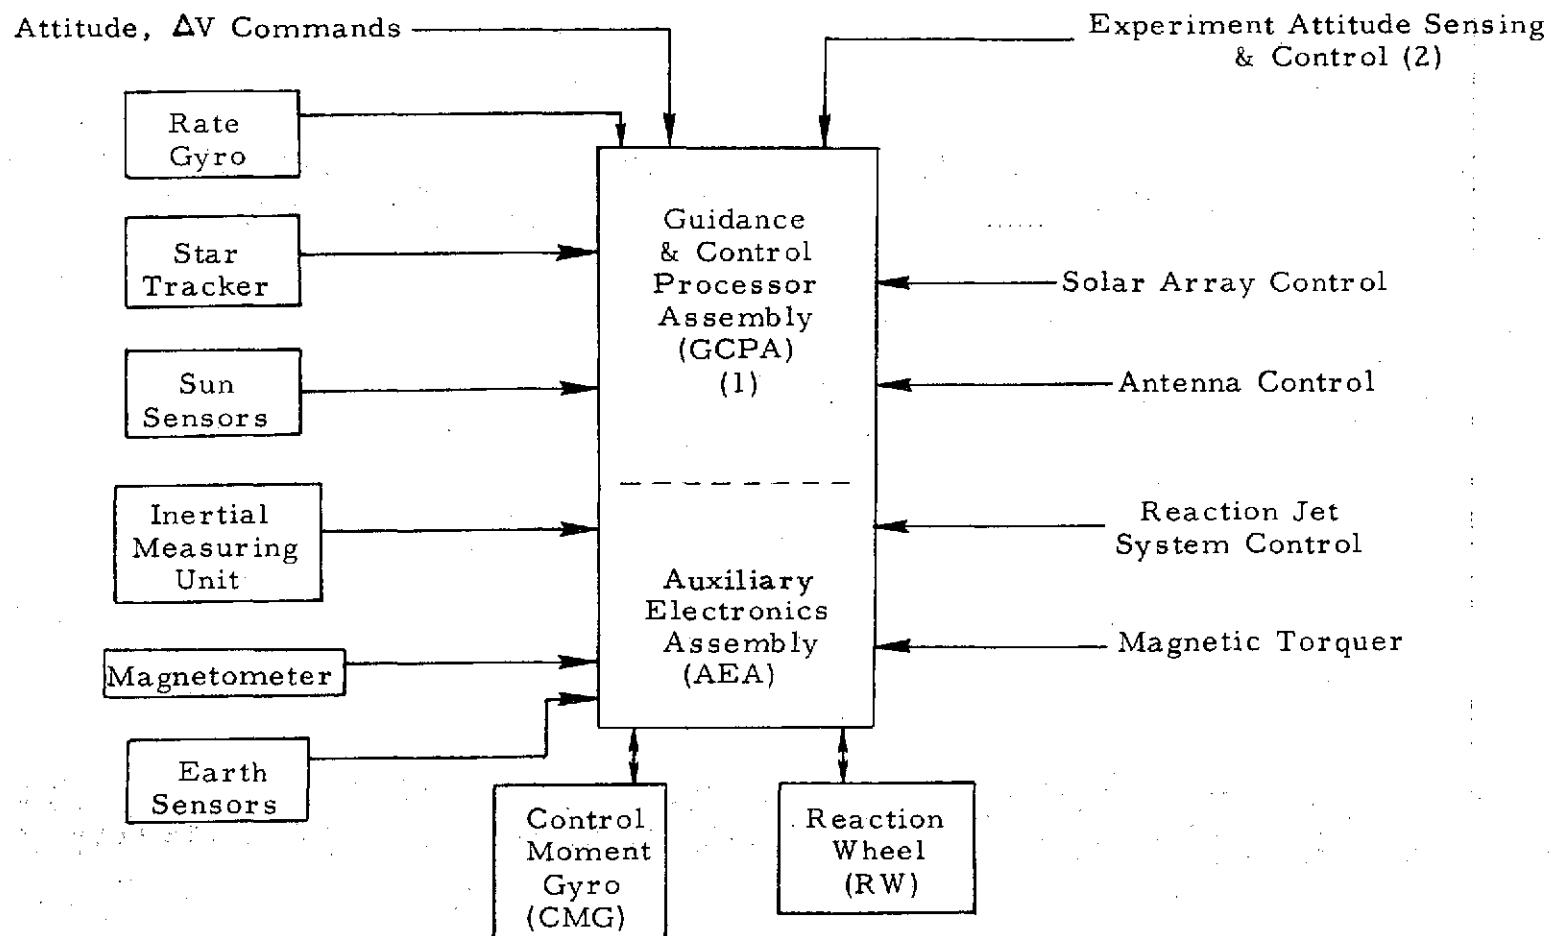 Attitude, ΔV Commands
Experiment Attitude Sensing
& Control (2)
Rate
Gyro
Star
Tracker
Sun
Sensors
Inertial
Measuring
Unit
Magnetometer
Earth
Sensors
Guidance
& Control
Processor
Assembly
(GCPA)
(1)
Auxiliary
Electronics
Assembly
(AEA)
Solar Array Control
Antenna Control
Reaction Jet
System Control
Magnetic Torquer
Control
Moment
Gyro
(CMG)
Reaction
Wheel
(RW)